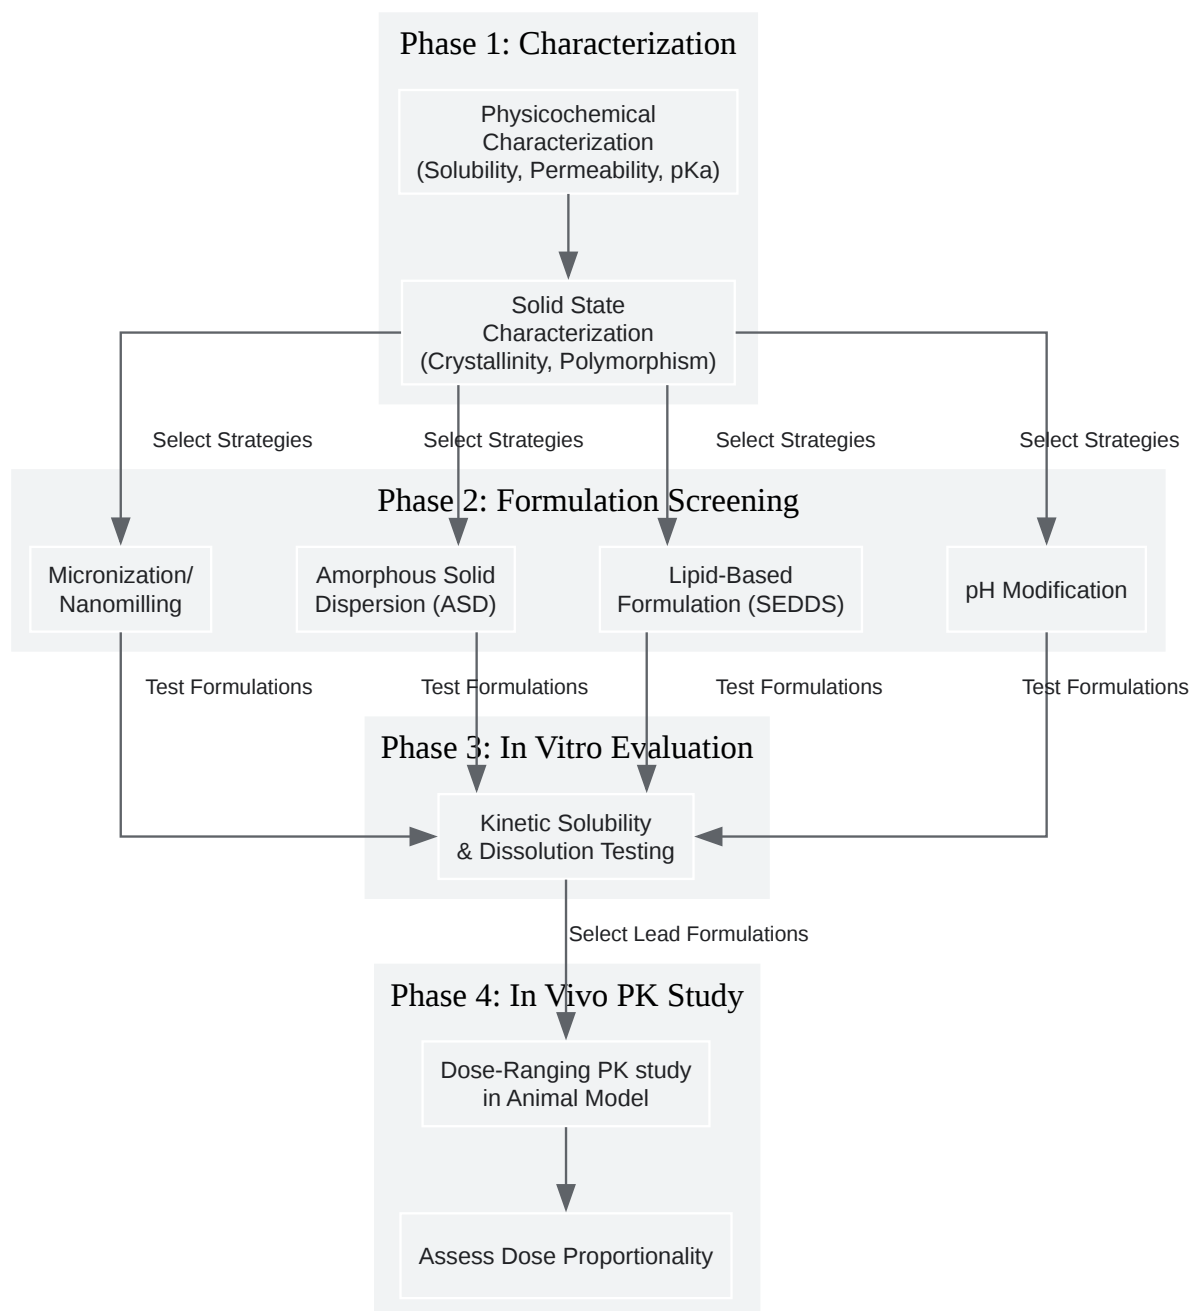 Phase 1: Characterization
Physicochemical
Characterization
(Solubility, Permeability, pKa)
Solid State
Characterization
(Crystallinity, Polymorphism)
Select Strategies
Select Strategies
Select Strategies
Select Strategies
Phase 2: Formulation Screening
Micronization/
Nanomilling
Amorphous Solid
Dispersion (ASD)
Lipid-Based
Formulation (SEDDS)
pH Modification
Test Formulations
Test Formulations
Test Formulations
Test Formulations
Phase 3: In Vitro Evaluation
Kinetic Solubility
& Dissolution Testing
Select Lead Formulations
Phase 4: In Vivo PK Study
Dose-Ranging PK study
in Animal Model
Assess Dose Proportionality